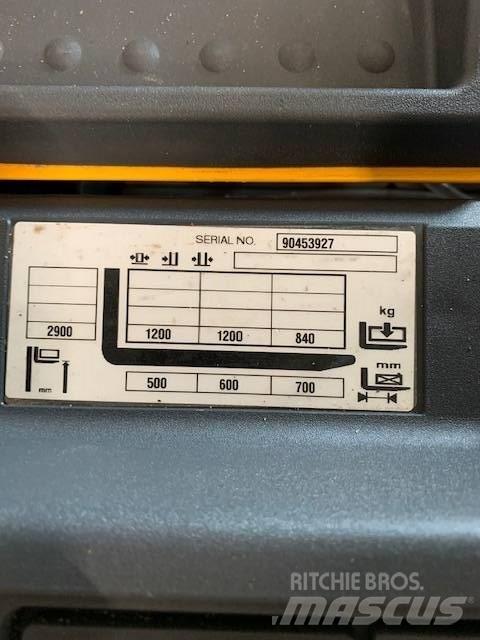 SERIAL NO. 90453927
kg
2900 1200 1200 840
mm
mm 500 600 700
RITCHIE BROS.
MASCUS